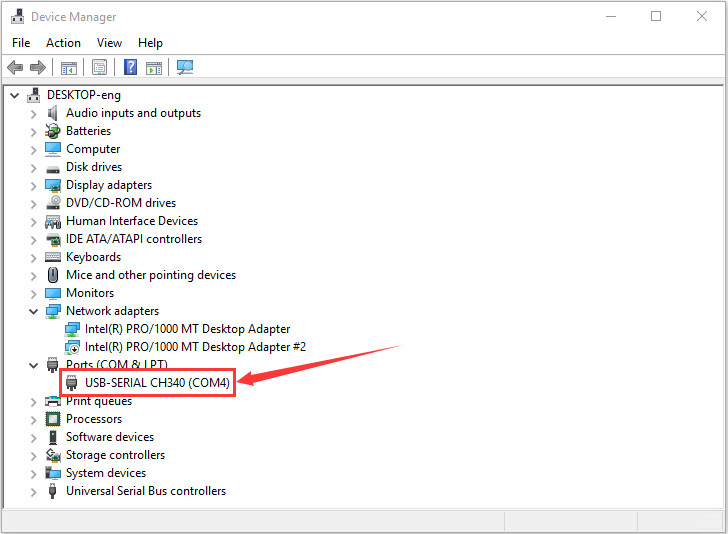 Device Manager
File Action View Help
DESKTOP-eng
Audio inputs and outputs
Batteries
Computer
Disk drives
Display adapters
DVD/CD-ROM drives
Human Interface Devices
IDE ATA/ATAPI controllers
Keyboards
Mice and other pointing devices
Monitors
Network adapters
Intel(R) PRO/1000 MT Desktop Adapter
Intel(R) PRO/1000 MT Desktop Adapter #2
Ports (COM & LPT)
USB-SERIAL CH340 (COM4)
Print queues
Processors
Software devices
Storage controllers
System devices
Universal Serial Bus controllers